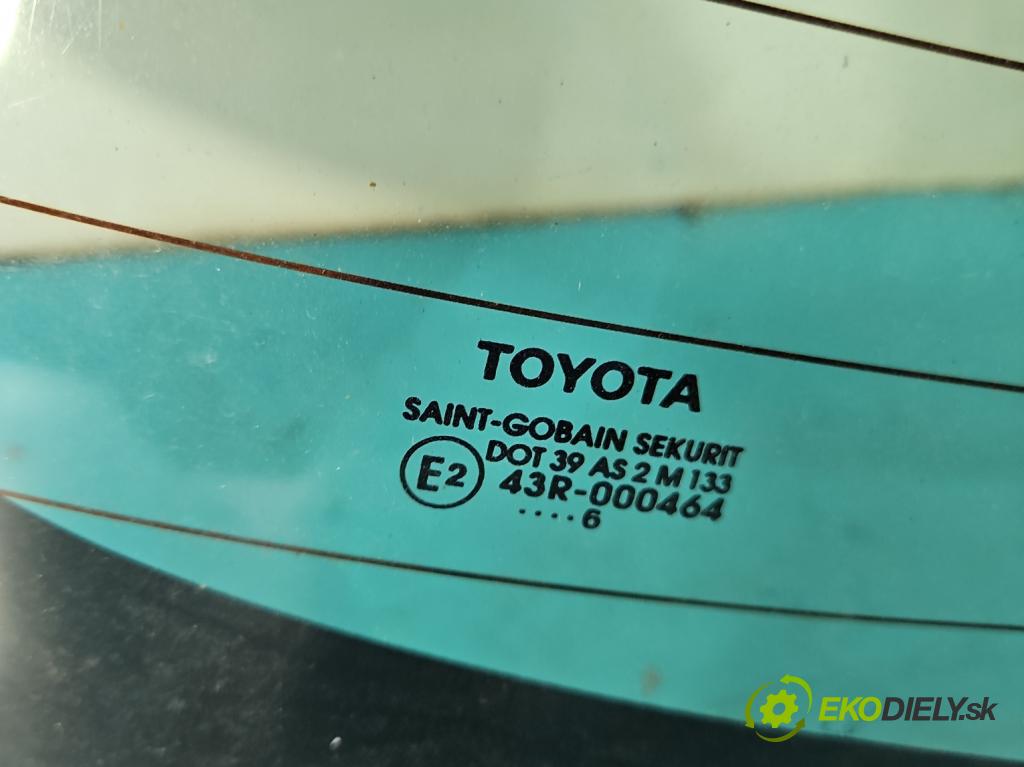 TOYOTA
SAINT-GOBAIN SEKURIT
DOT 39 AS 2 M 133
E2 43R-000464
.... 6
EKODIELY.sk